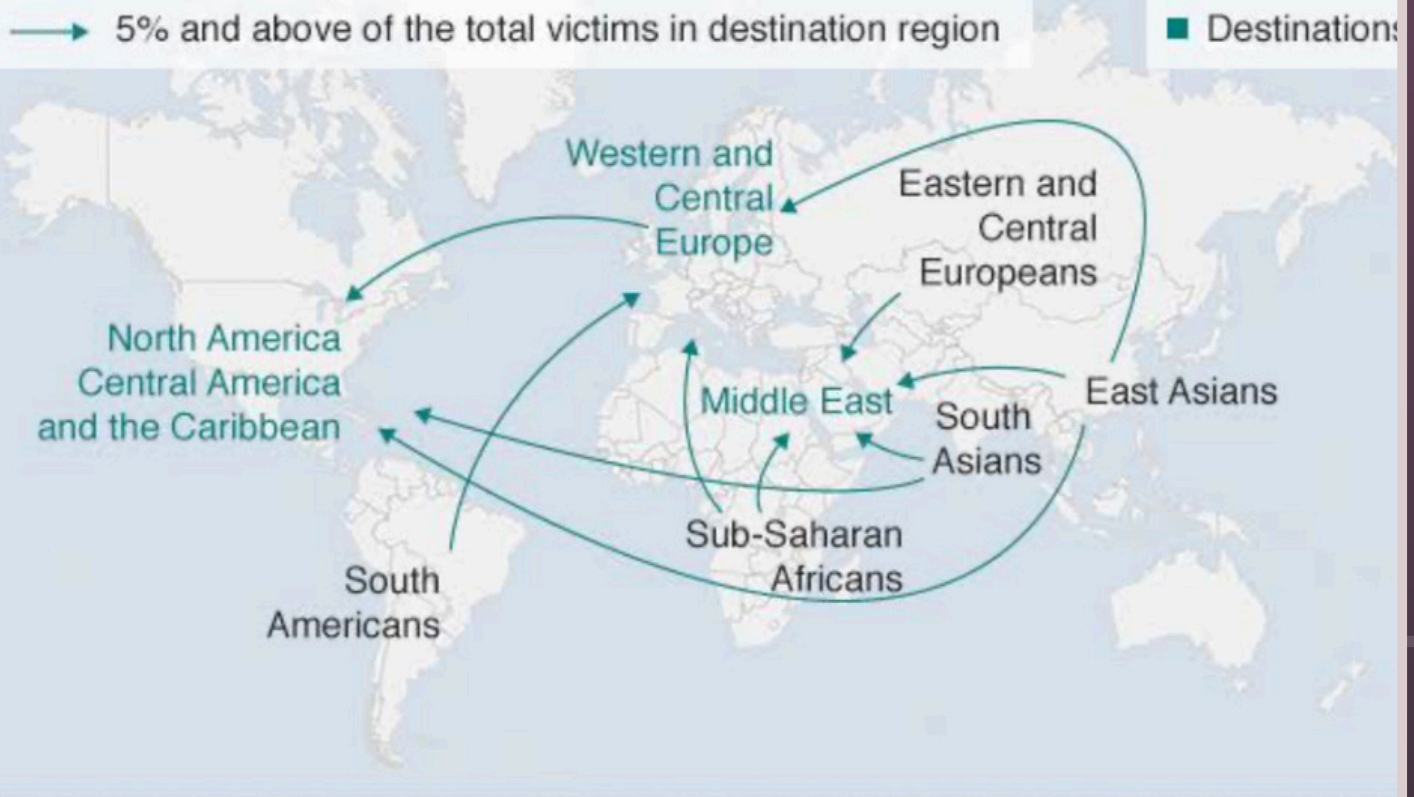 5% and above of the total victims in destination region
Destinations
Western and
Central
Europe
Eastern and
Central
Europeans
North America
Central America
and the Caribbean
Middle East
East Asians
South
Asians
Sub-Saharan
Africans
South
Americans